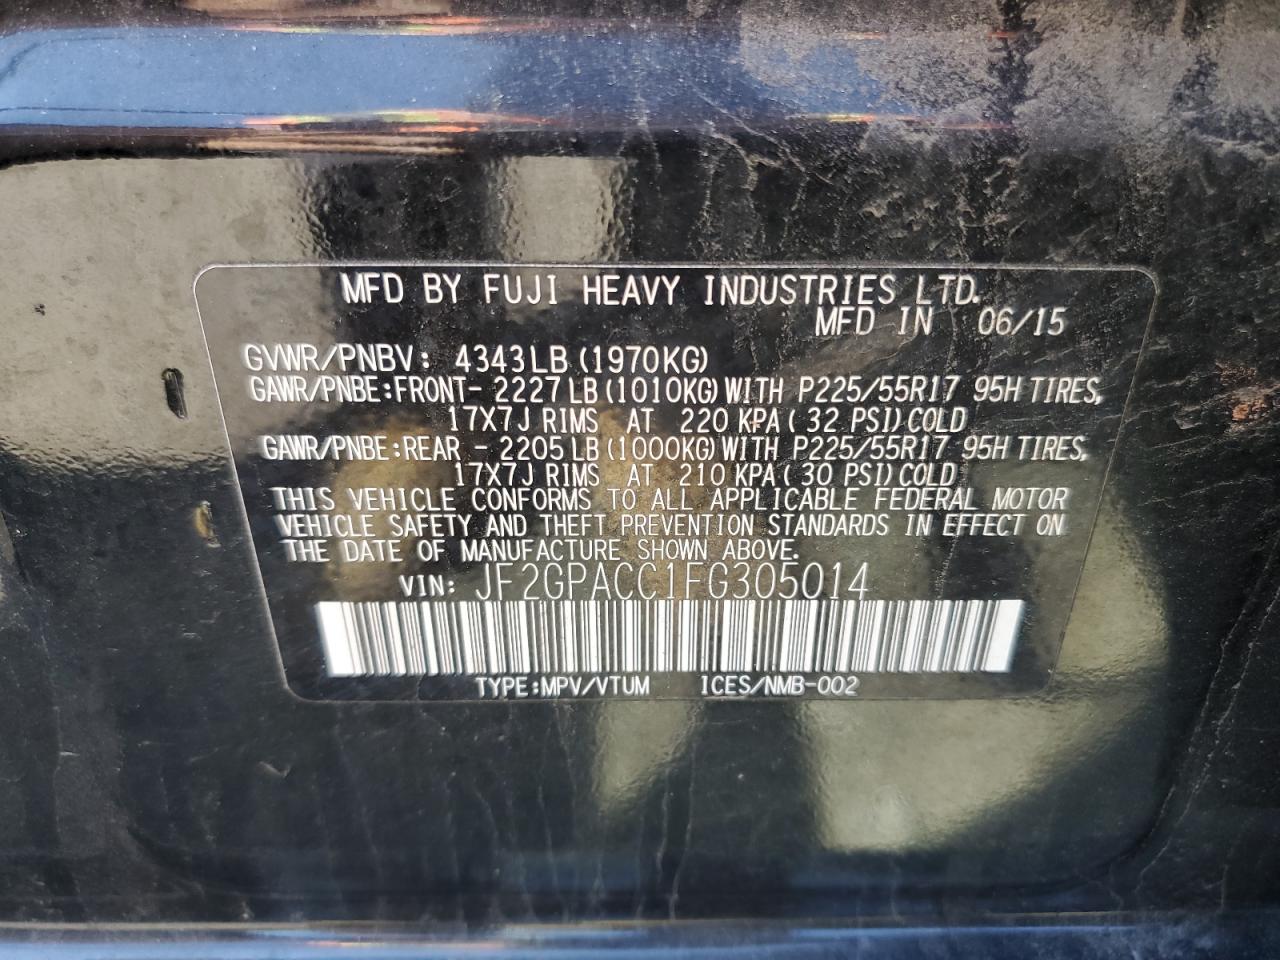 MFD BY FUJI HEAVY INDUSTRIES LTD.
MFD IN 06/15
GVWR/PNBV: 4343LB(1970KG)
GAWR/PNBE:FRONT- 2227LB(1010KG)WITH P225/55R17 95H TIRES,
17X7J RIMS AT 220 KPA(32 PSI)COLD
GAWR/PNBE:REAR - 2205LB(1000KG)WITH P225/55R17 95H TIRES,
17X7J RIMS AT 210 KPA(30 PSI)COLD
THIS VEHICLE CONFORMS TO ALL APPLICABLE FEDERAL MOTOR
VEHICLE SAFETY AND THEFT PREVENTION STANDARDS IN EFFECT ON
THE DATE OF MANUFACTURE SHOWN ABOVE.
VIN: JF2GPACC1FG305014
TYPE:MPV/VTUM ICES/NMB-002